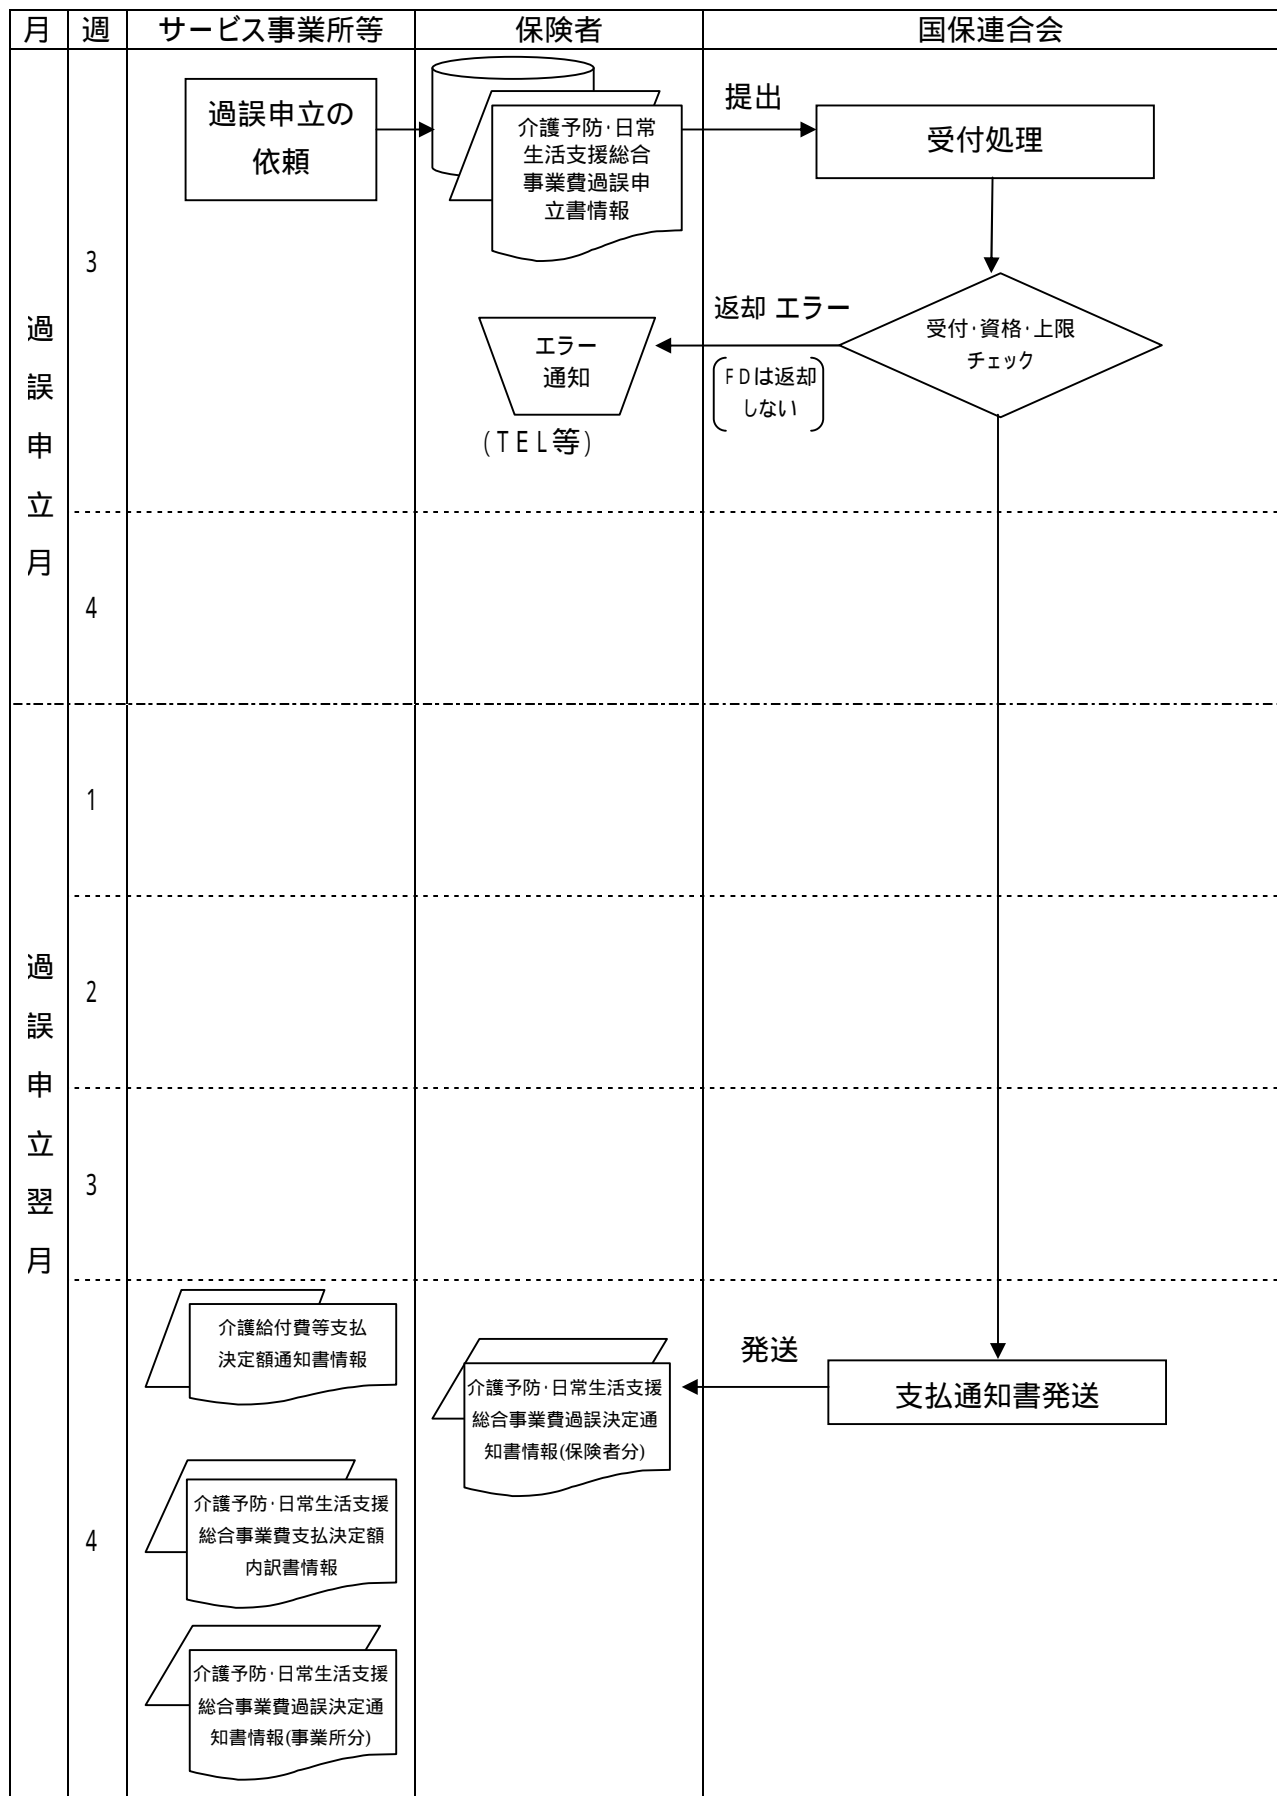 月 週 サービス事業所等 保険者 国保連合会
過誤申立月
3
過誤申立の
依頼
介護予防・日常
生活支援総合
事業費過誤申
立書情報
提出
受付処理
受付・資格・上限
チェック
返却 エラー
FDは返却
しない
エラー
通知
(TEL等)
4
過誤申立翌月
1
2
3
4
介護給付費等支払
決定額通知書情報
介護予防・日常生活支援
総合事業費支払決定額
内訳書情報
介護予防・日常生活支援
総合事業費過誤決定通
知書情報(事業所分)
介護予防・日常生活支援
総合事業費過誤決定通
知書情報(保険者分)
発送
支払通知書発送